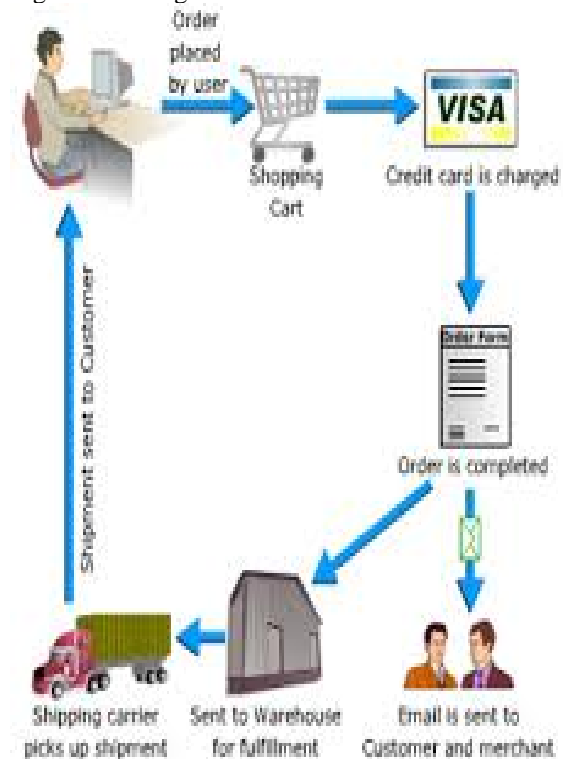 Order
placed
by user
VISA
Shopping
Cart
Credit card is charged
Order Form
Order is completed
Shipment sent to Customer
Shipping carrier
picks up shipment
Sent to Warehouse
for fulfillment
Email is sent to
Customer and merchant